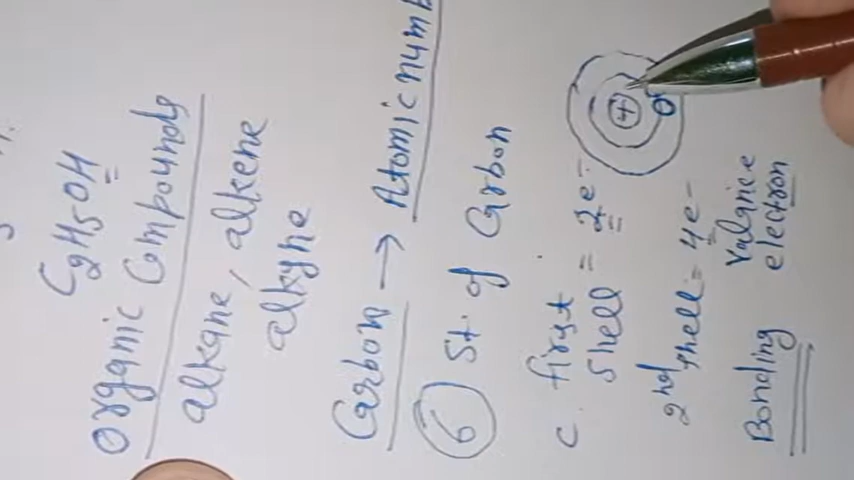 C2H5OH
Organic Compounds
alkane, alkene
alkyne
Carbon → Atomic numb
6 St. of Carbon
C. first = 2e-
shell
2nd shell = 4e-
Valance
electron
Bonding
+